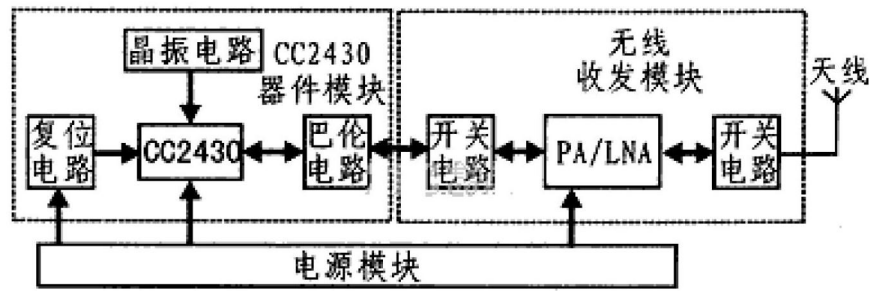 晶振电路
CC2430
器件模块
无线
收发模块
天线
复位
电路
CC2430
巴伦
电路
开关
电路
PA/LNA
开关
电路
电源模块